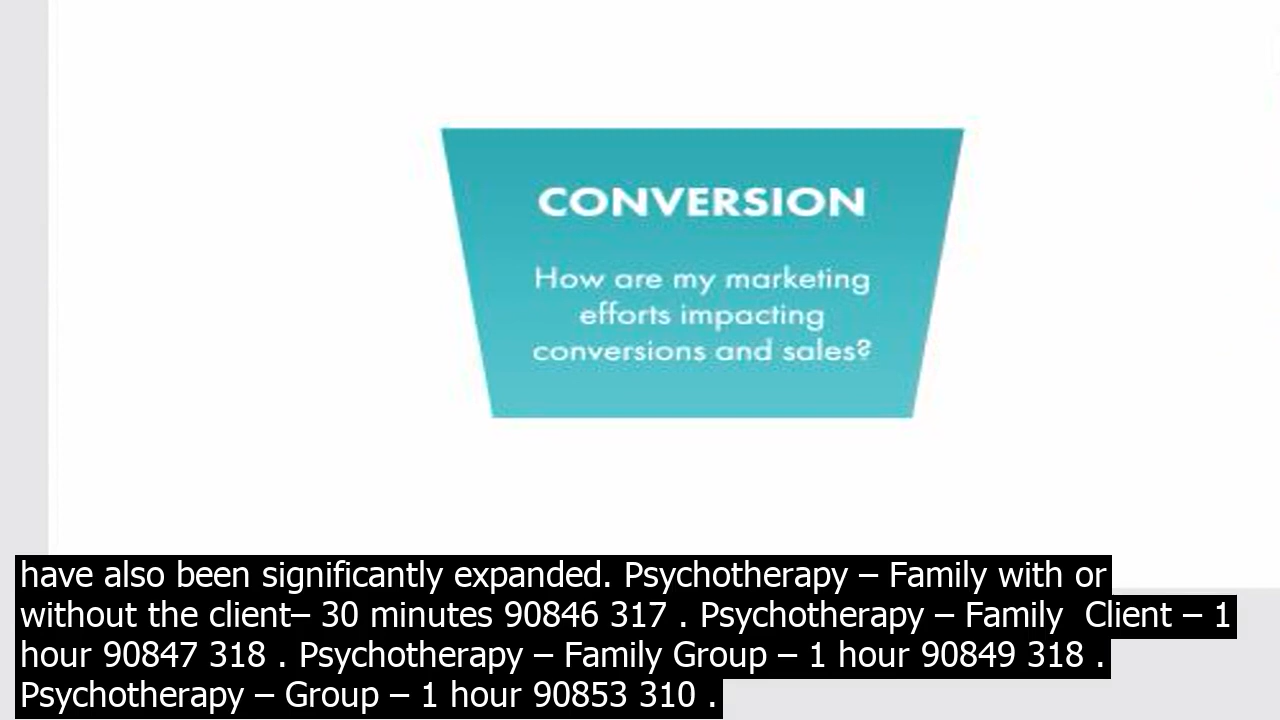 CONVERSION
How are my marketing
efforts impacting
conversions and sales?
have also been significantly expanded. Psychotherapy – Family with or
without the client– 30 minutes 90846 317 . Psychotherapy – Family  Client – 1
hour 90847 318 . Psychotherapy – Family Group – 1 hour 90849 318 .
Psychotherapy – Group – 1 hour 90853 310 .